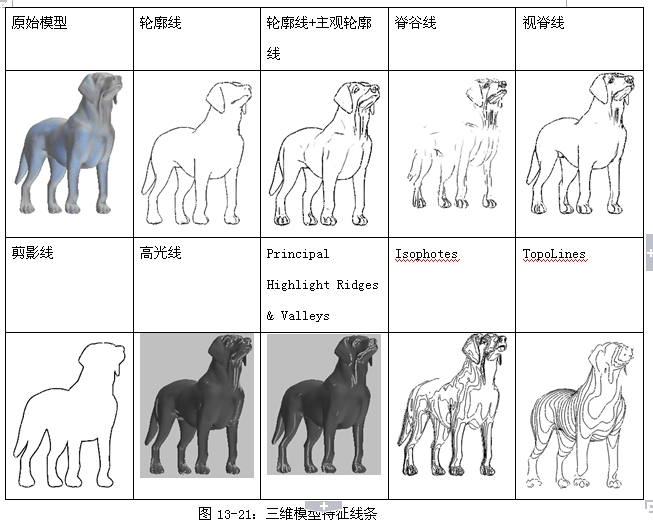 原始模型
轮廓线
轮廓线+主观轮廓
线
脊谷线
视脊线
剪影线
高光线
Principal
Highlight Ridges
& Valleys
Isophotes
TopoLines
图 13-21: 三维模型特征线条